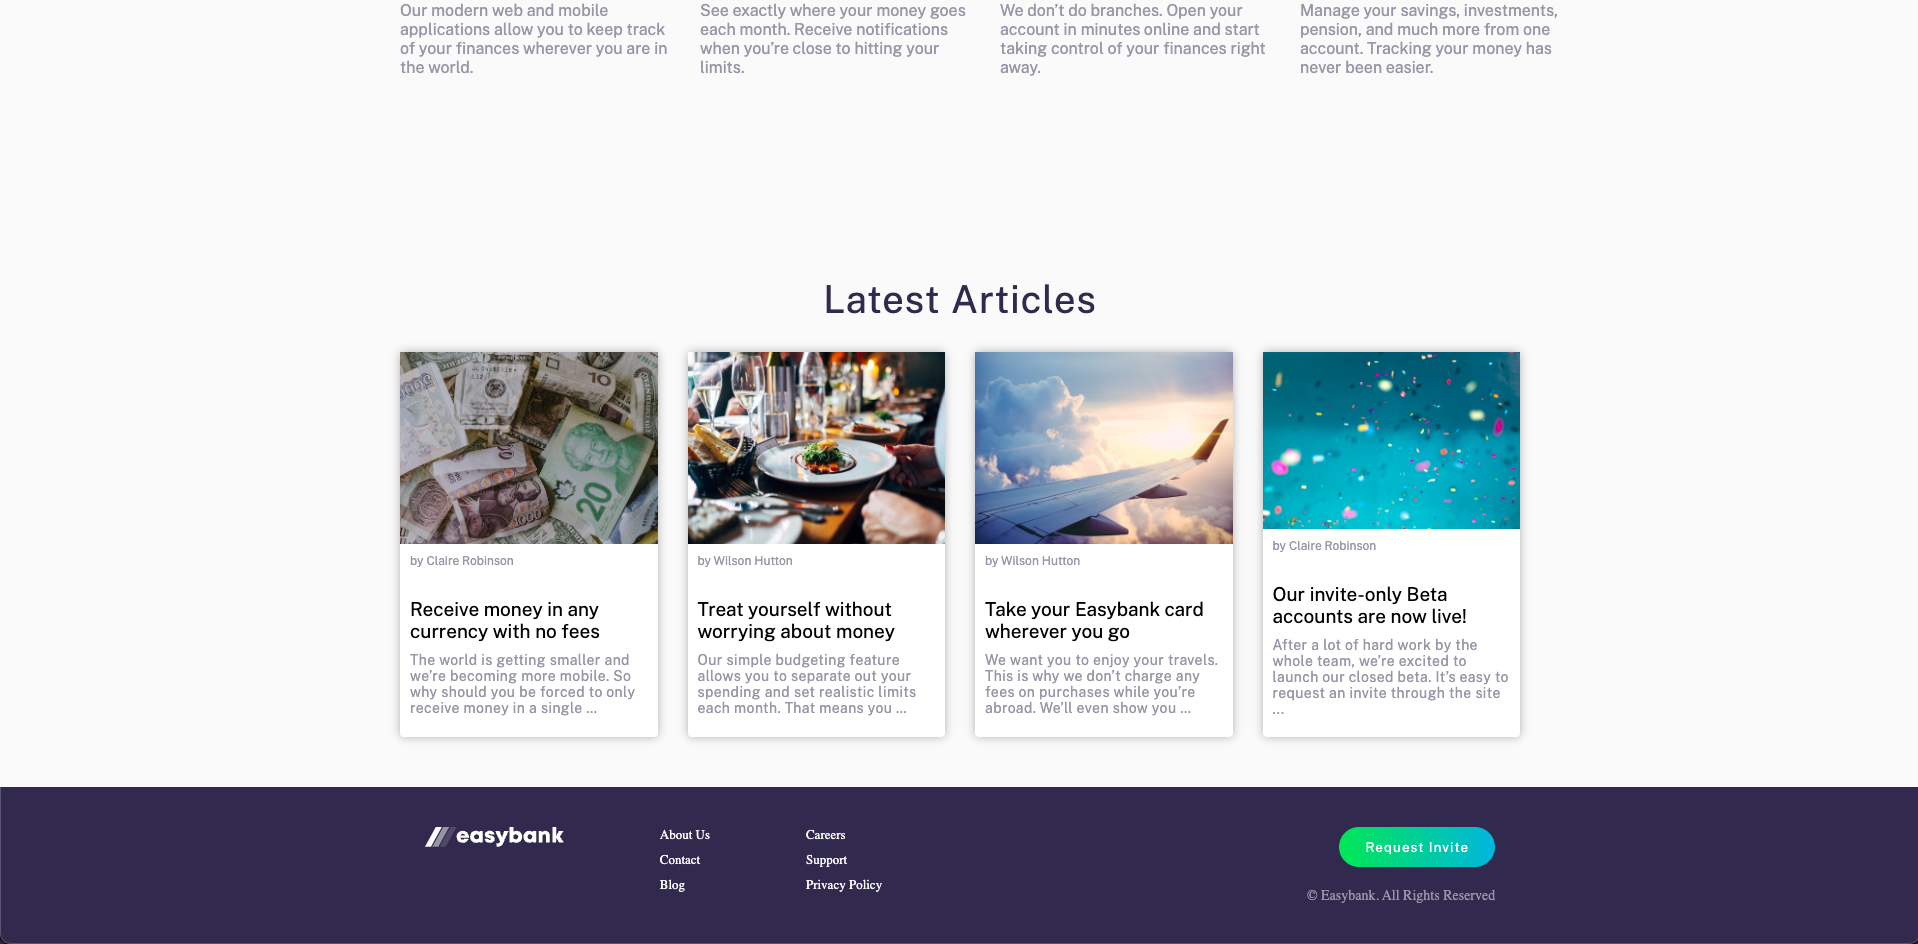 Our modern web and mobile
applications allow you to keep track
of your finances wherever you are in
the world.
See exactly where your money goes
each month. Receive notifications
when you’re close to hitting your
limits.
We don’t do branches. Open your
account in minutes online and start
taking control of your finances right
away.
Manage your savings, investments,
pension, and much more from one
account. Tracking your money has
never been easier.
Latest Articles
10
20
by Claire Robinson
Receive money in any
currency with no fees
The world is getting smaller and
we’re becoming more mobile. So
why should you be forced to only
receive money in a single ...
by Wilson Hutton
Treat yourself without
worrying about money
Our simple budgeting feature
allows you to separate out your
spending and set realistic limits
each month. That means you ...
by Wilson Hutton
Take your Easybank card
wherever you go
We want you to enjoy your travels.
This is why we don’t charge any
fees on purchases while you’re
abroad. We’ll even show you ...
by Claire Robinson
Our invite-only Beta
accounts are now live!
After a lot of hard work by the
whole team, we’re excited to
launch our closed beta. It’s easy to
request an invite through the site
...
easybank
About Us
Contact
Blog
Careers
Support
Privacy Policy
Request Invite
© Easybank. All Rights Reserved